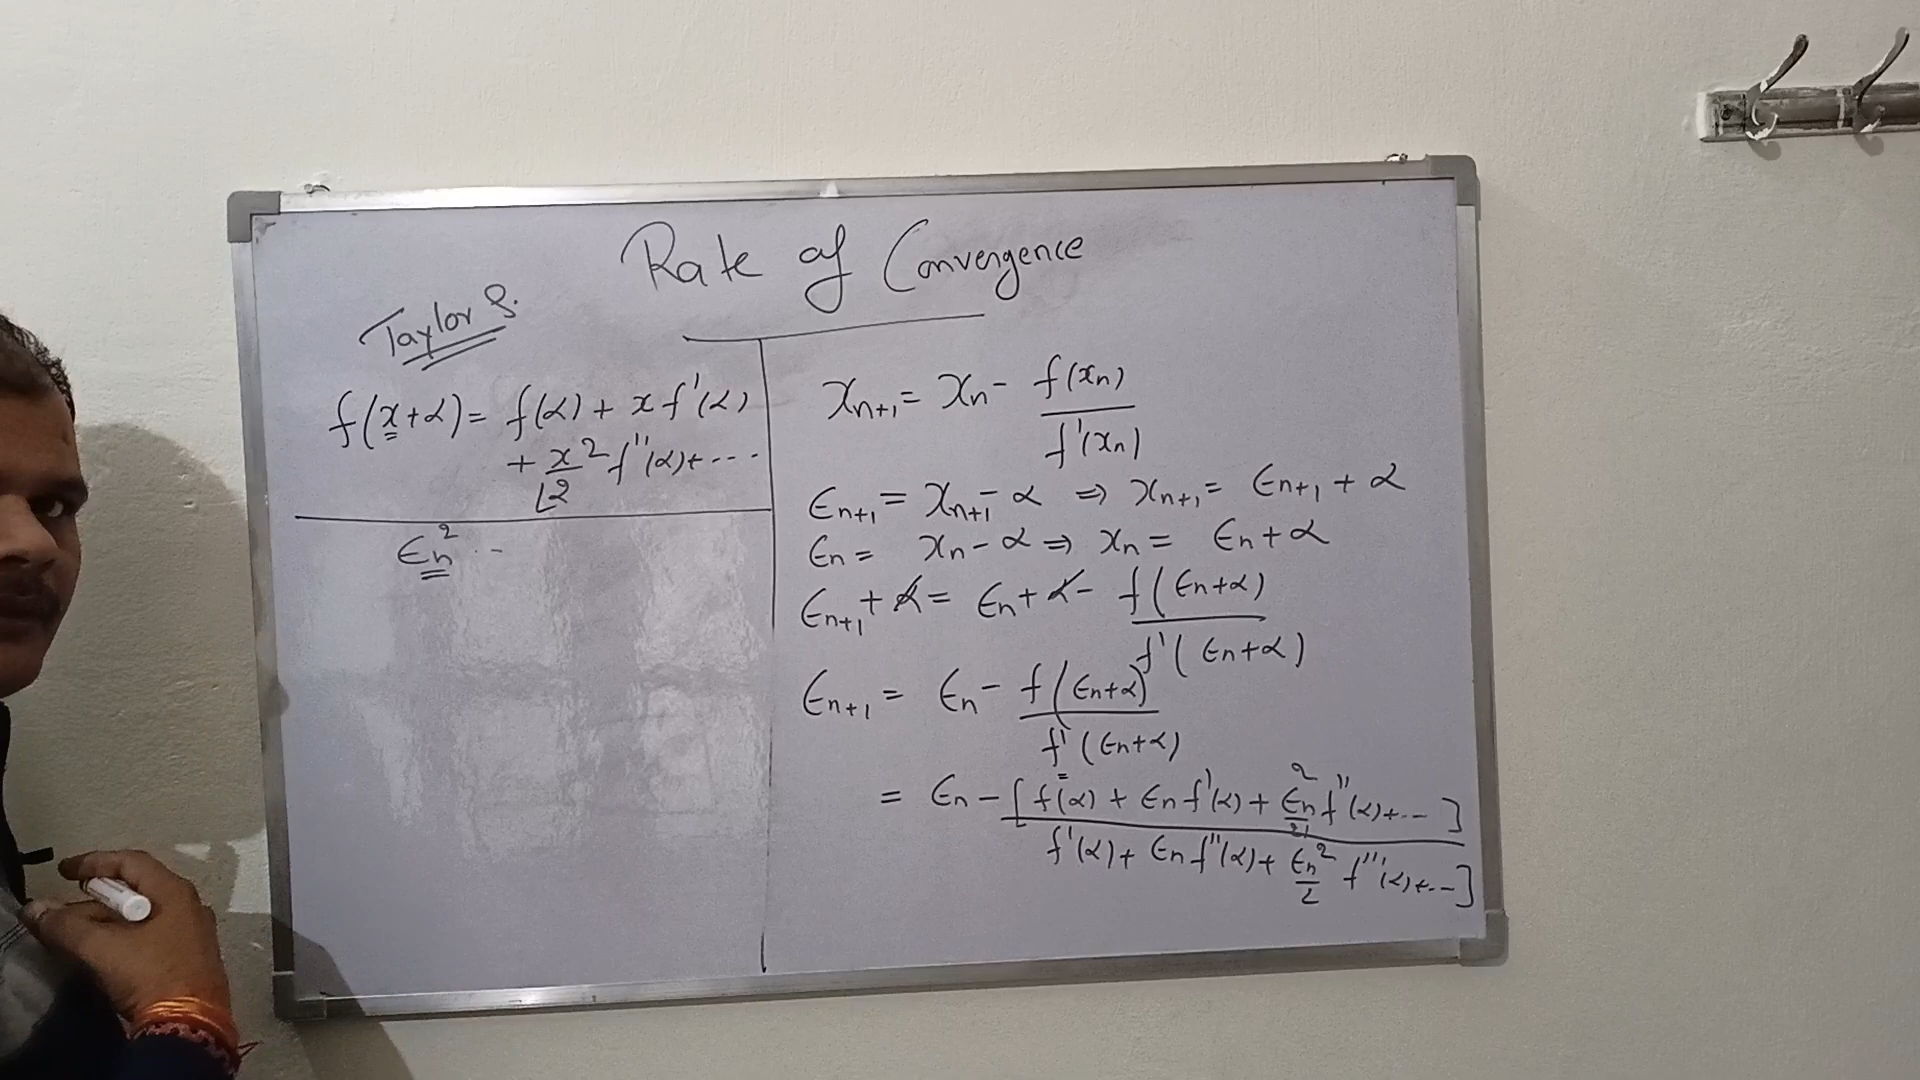 Rate of Convergence
Taylor S.
f(x+α) = f(α) + x f'(α)
+ x²/⌊2 f''(α) + ---
ϵn² --
xn+1 = xn - f(xn)/f'(xn)
ϵn+1 = xn+1 - α ⇒ xn+1 = ϵn+1 + α
ϵn = xn - α ⇒ xn = ϵn + α
ϵn+1 + α = ϵn + α - f(ϵn+α)/f'(ϵn+α)
ϵn+1 = ϵn - f(ϵn+α)/f'(ϵn+α)
= ϵn - [f(α) + ϵn f'(α) + ϵn²/2! f''(α) + --- ]
f'(α) + ϵn f''(α) + ϵn²/2 f'''(α) + --- ]